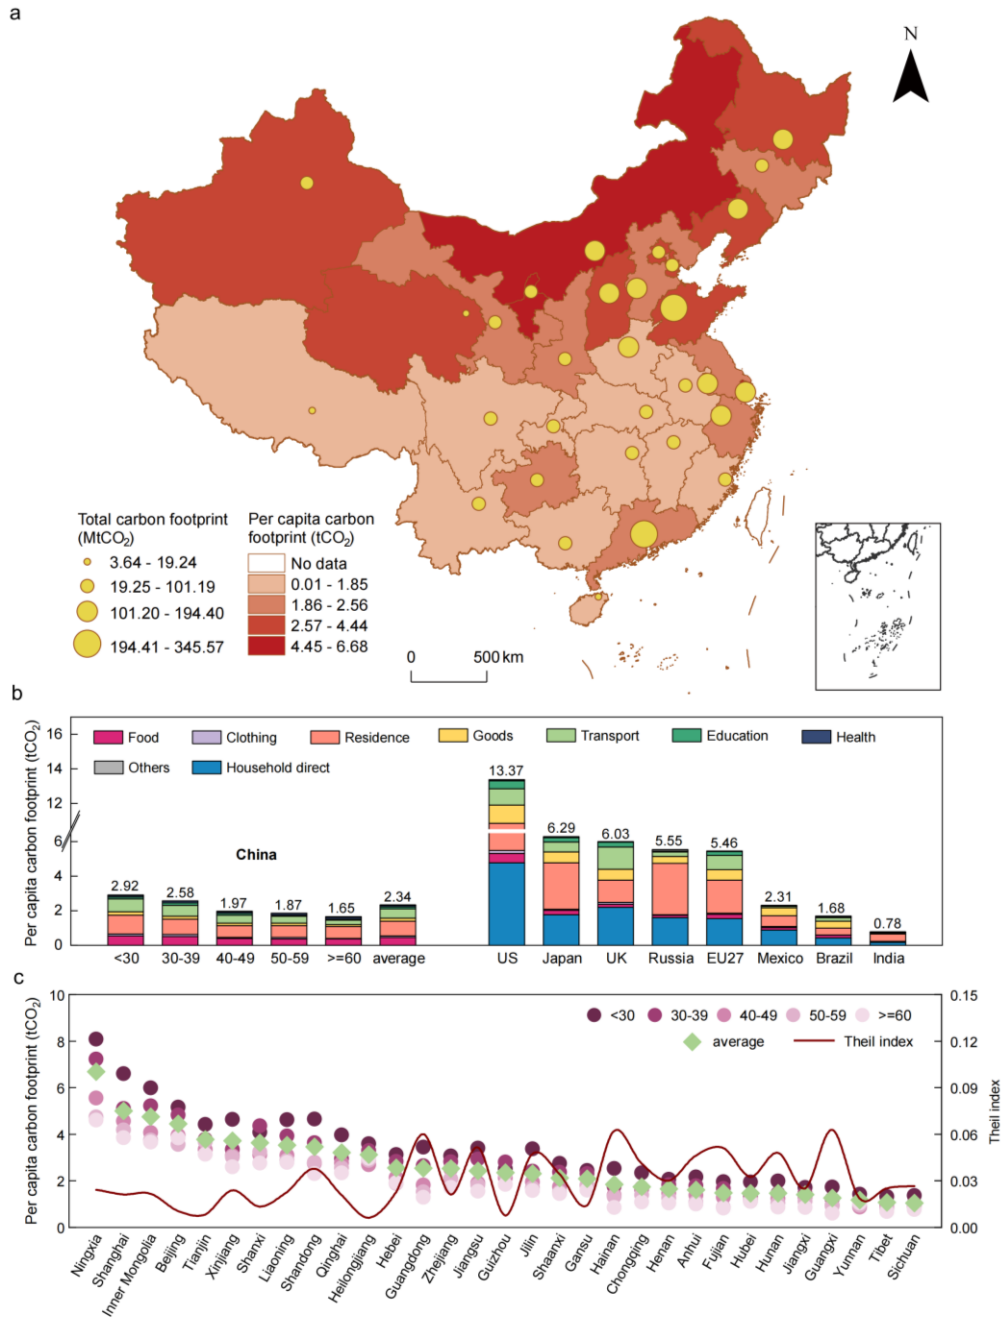 a
N
Total carbon footprint
(MtCO2)
3.64 - 19.24
19.25 - 101.19
101.20 - 194.40
194.41 - 345.57
Per capita carbon
footprint (tCO2)
No data
0.01 - 1.85
1.86 - 2.56
2.57 - 4.44
4.45 - 6.68
0 500 km
b
Per capita carbon footprint (tCO2)
16
14
12
6
4
2
0
Food Clothing Residence Goods Transport Education Health
Others Household direct
China
2.92 2.58 1.97 1.87 1.65 2.34
13.37 6.29 6.03 5.55 5.46 2.31 1.68 0.78
<30 30-39 40-49 50-59 >=60 average US Japan UK Russia EU27 Mexico Brazil India
c
Per capita carbon footprint (tCO2)
10
8
6
4
2
0
<30 30-39 40-49 50-59 >=60
average Theil index
0.15
0.12
0.09
0.06
0.03
0.00
Theil index
Ningxia
Shanghai
Inner Mongolia
Beijing
Tianjin
Xinjiang
Shanxi
Liaoning
Shandong
Qinghai
Heilongjiang
Hebei
Guangdong
Zhejiang
Jiangsu
Guizhou
Jilin
Shaanxi
Gansu
Hainan
Chongqing
Henan
Anhui
Fujian
Hubei
Hunan
Jiangxi
Guangxi
Yunnan
Tibet
Sichuan